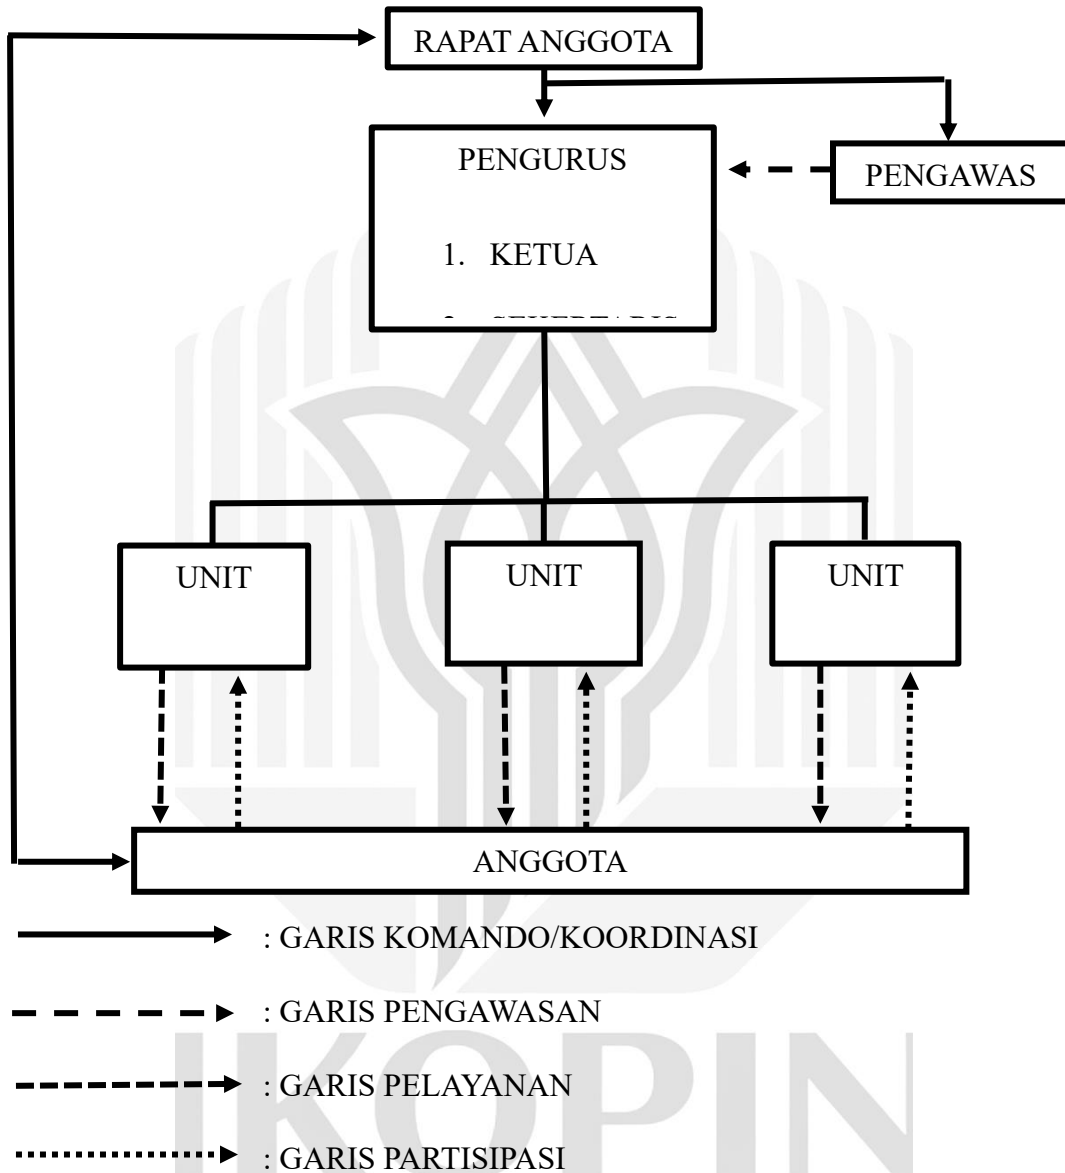 RAPAT ANGGOTA
PENGURUS
PENGAWAS
1. KETUA
UNIT
UNIT
UNIT
ANGGOTA
: GARIS KOMANDO/KOORDINASI
: GARIS PENGAWASAN
: GARIS PELAYANAN
: GARIS PARTISIPASI
IKOPIN